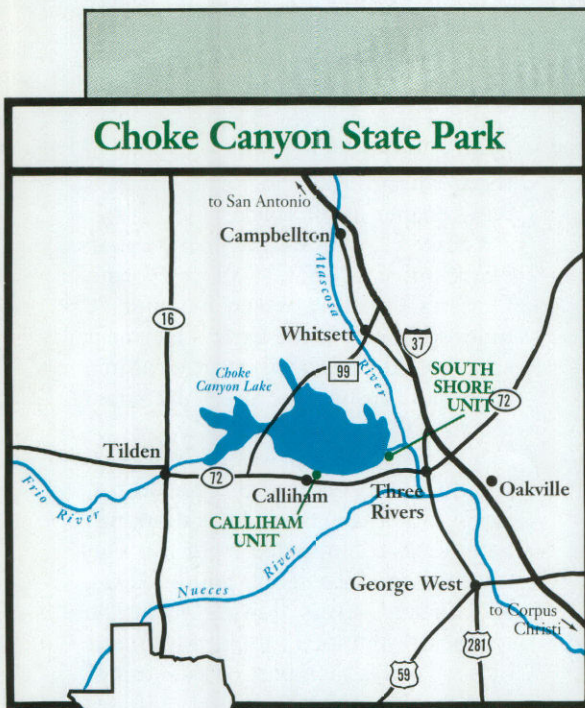 Choke Canyon State Park
to San Antonio
Campbellton
Atascosa
River
16
Whitsett
37
99
SOUTH
SHORE
UNIT
Choke
Canyon Lake
72
Tilden
72
Calliham
Three
Rivers
Oakville
Frio River
CALLIHAM
UNIT
Nueces River
George West
to Corpus
Christi
59
281